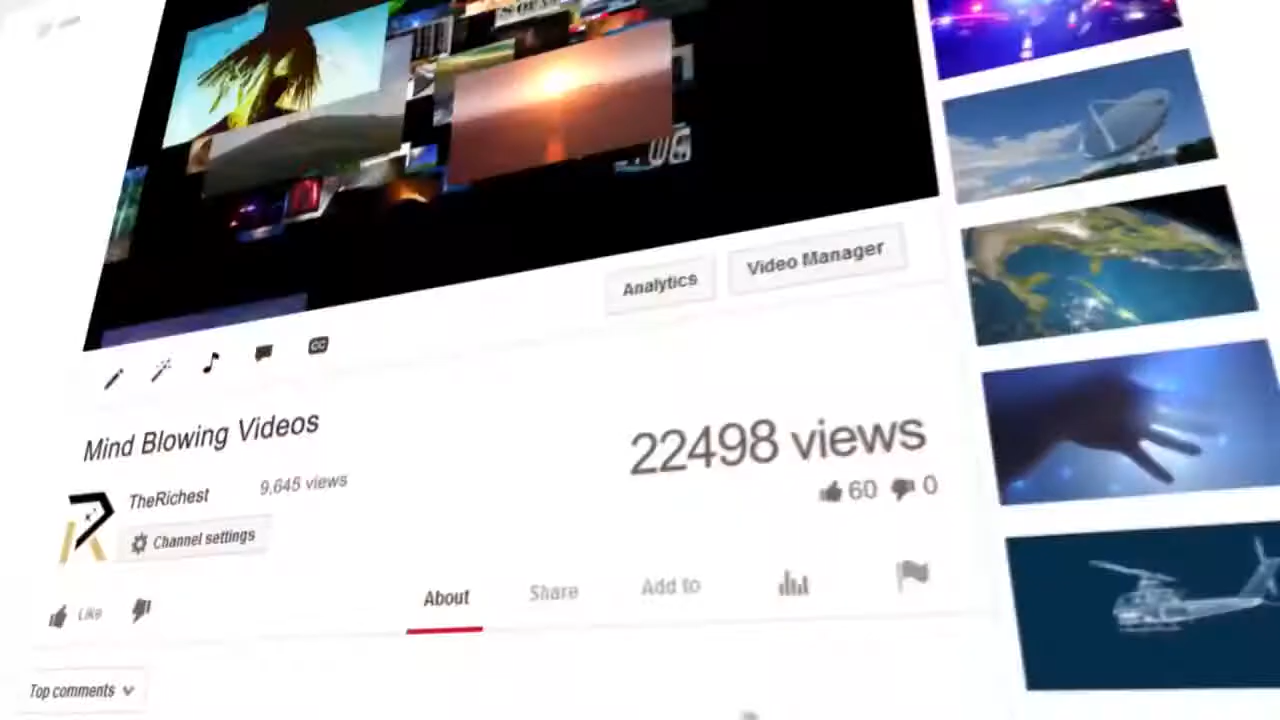 Analytics
Video Manager
CC
Mind Blowing Videos
22498 views
TheRichest
9,645 views
60
0
Channel settings
Like
About
Share
Add to
Top comments